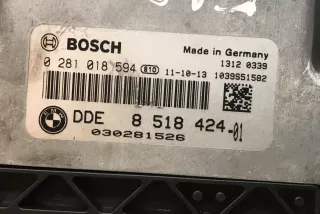 BOSCH
Made in Germany
0 281 018 594 81D 11-10-13 1312 0339
1039S51582
DDE 8 518 424-01
030281526